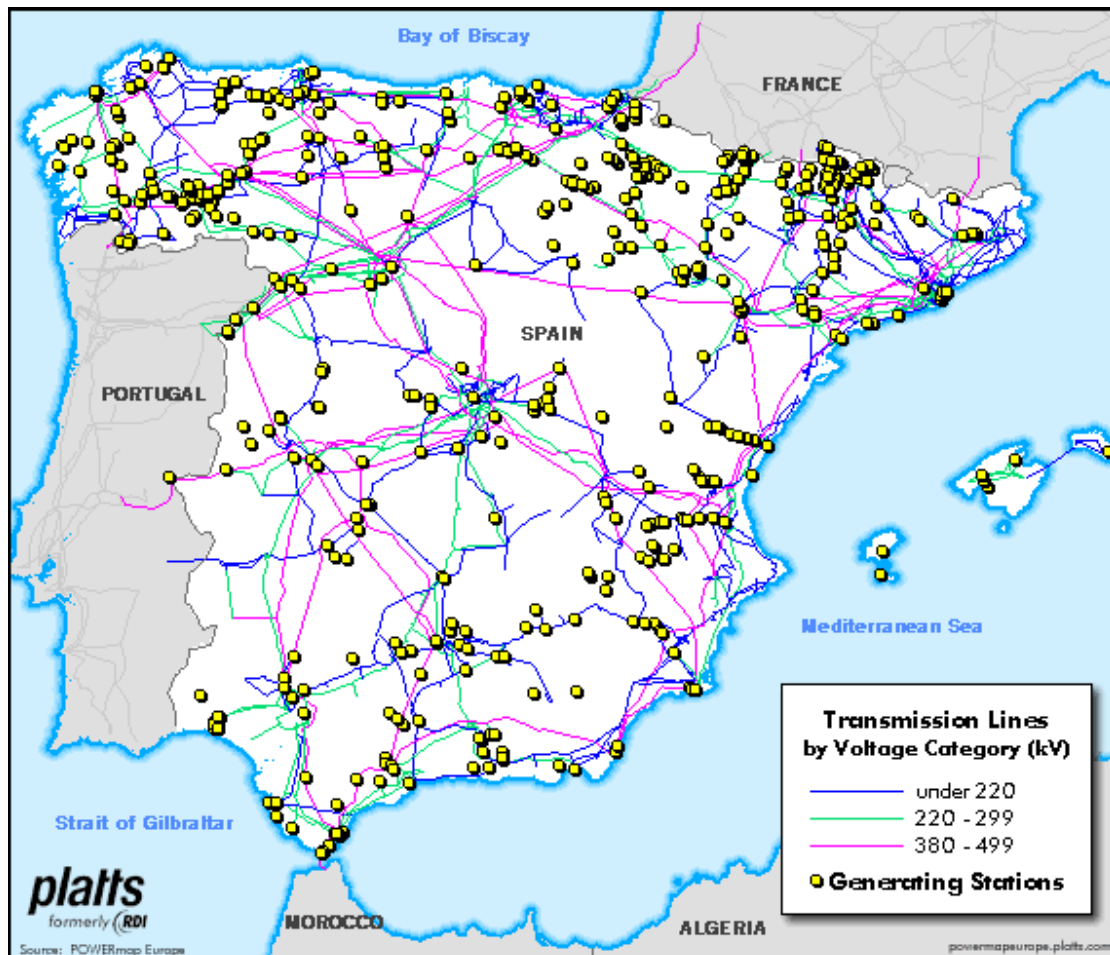 Bay of Biscay
FRANCE
SPAIN
PORTUGAL
Mediterranean Sea
Strait of Gilbraltar
MOROCCO
ALGERIA
Transmission Lines
by Voltage Category (kV)
under 220
220 - 299
380 - 499
Generating Stations
platts
formerly RDI
Source: POWERmap Europe
powermapeurope.platts.com